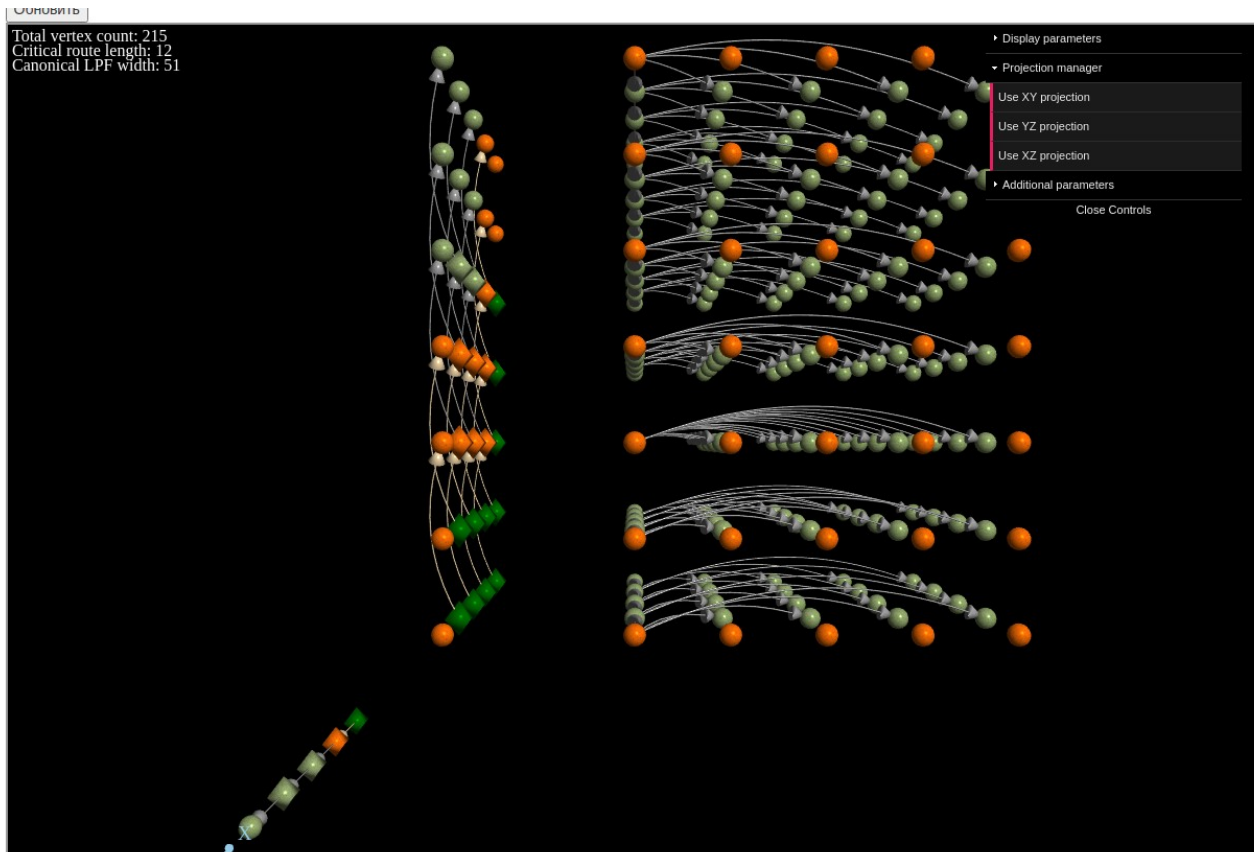 Обновить
Total vertex count: 215
Critical route length: 12
Canonical LPF width: 51
Display parameters
Projection manager
Use XY projection
Use YZ projection
Use XZ projection
Additional parameters
Close Controls
X